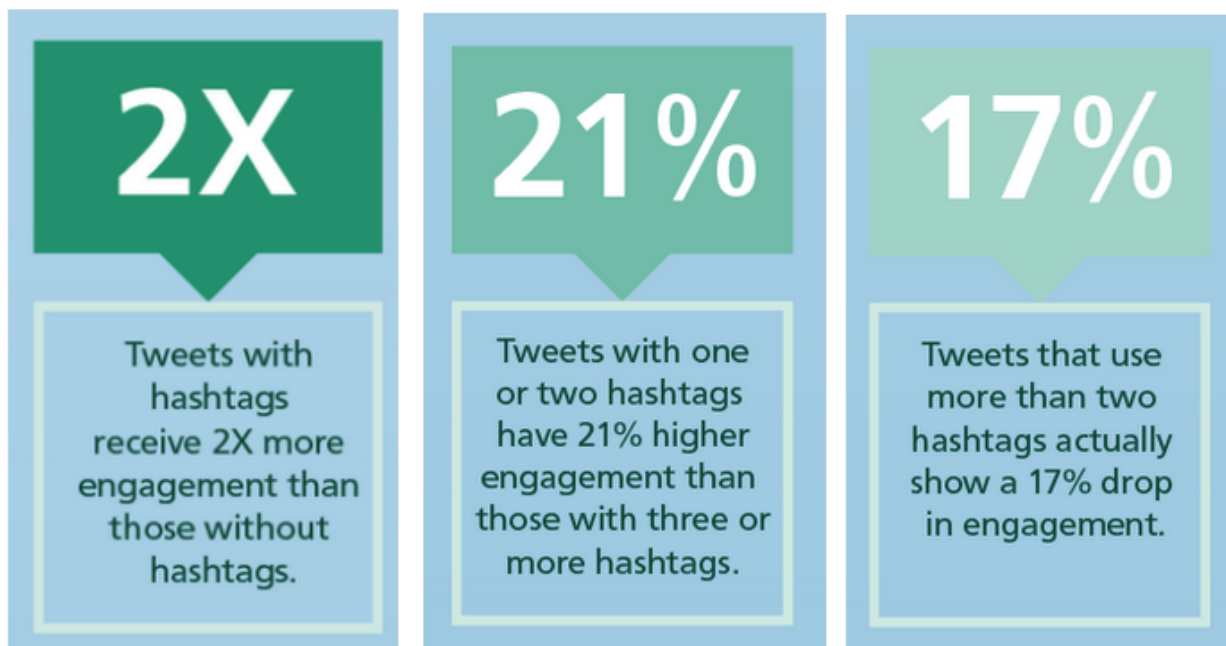 2X
Tweets with
hashtags
receive 2X more
engagement than
those without
hashtags.
21%
Tweets with one
or two hashtags
have 21% higher
engagement than
those with three or
more hashtags.
17%
Tweets that use
more than two
hashtags actually
show a 17% drop
in engagement.